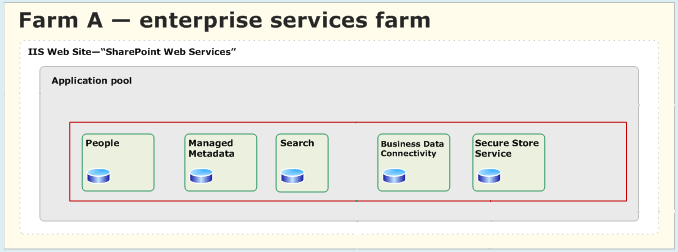 Farm A — enterprise services farm
IIS Web Site—“SharePoint Web Services”
Application pool
People
Managed
Metadata
Search
Business Data
Connectivity
Secure Store
Service